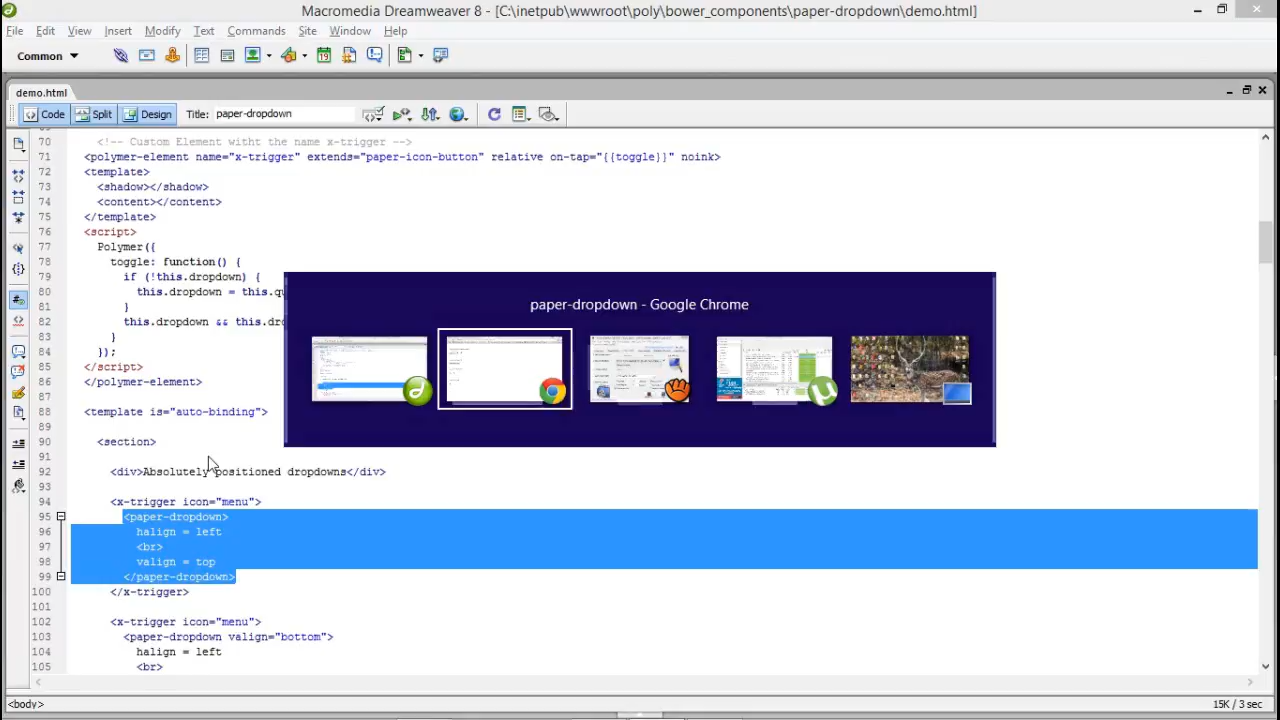 Macromedia Dreamweaver 8 - [C:\inetpub\wwwroot\poly\bower_components\paper-dropdown\demo.html]
File Edit View Insert Modify Text Commands Site Window Help
Common
demo.html
Code Split Design Title: paper-dropdown
70 <!-- Custom Element witht the name x-trigger -->
71 <polymer-element name="x-trigger" extends="paper-icon-button" relative on-tap="{{toggle}}" noink>
72 <template>
73 <shadow></shadow>
74 <content></content>
75 </template>
76 <script>
77 Polymer({
78 toggle: function() {
79 if (!this.dropdown) {
80 this.dropdown = this.qu
81 }
82 this.dropdown && this.dro
83 }
84 });
85 </script>
86 </polymer-element>
87
88 <template is="auto-binding">
89
90 <section>
91
92 <div>Absolutely positioned dropdowns</div>
93
94 <x-trigger icon="menu">
95 <paper-dropdown>
96 halign = left
97 <br>
98 valign = top
99 </paper-dropdown>
100 </x-trigger>
101
102 <x-trigger icon="menu">
103 <paper-dropdown valign="bottom">
104 halign = left
105 <br>
paper-dropdown - Google Chrome
<body>
15K / 3 sec